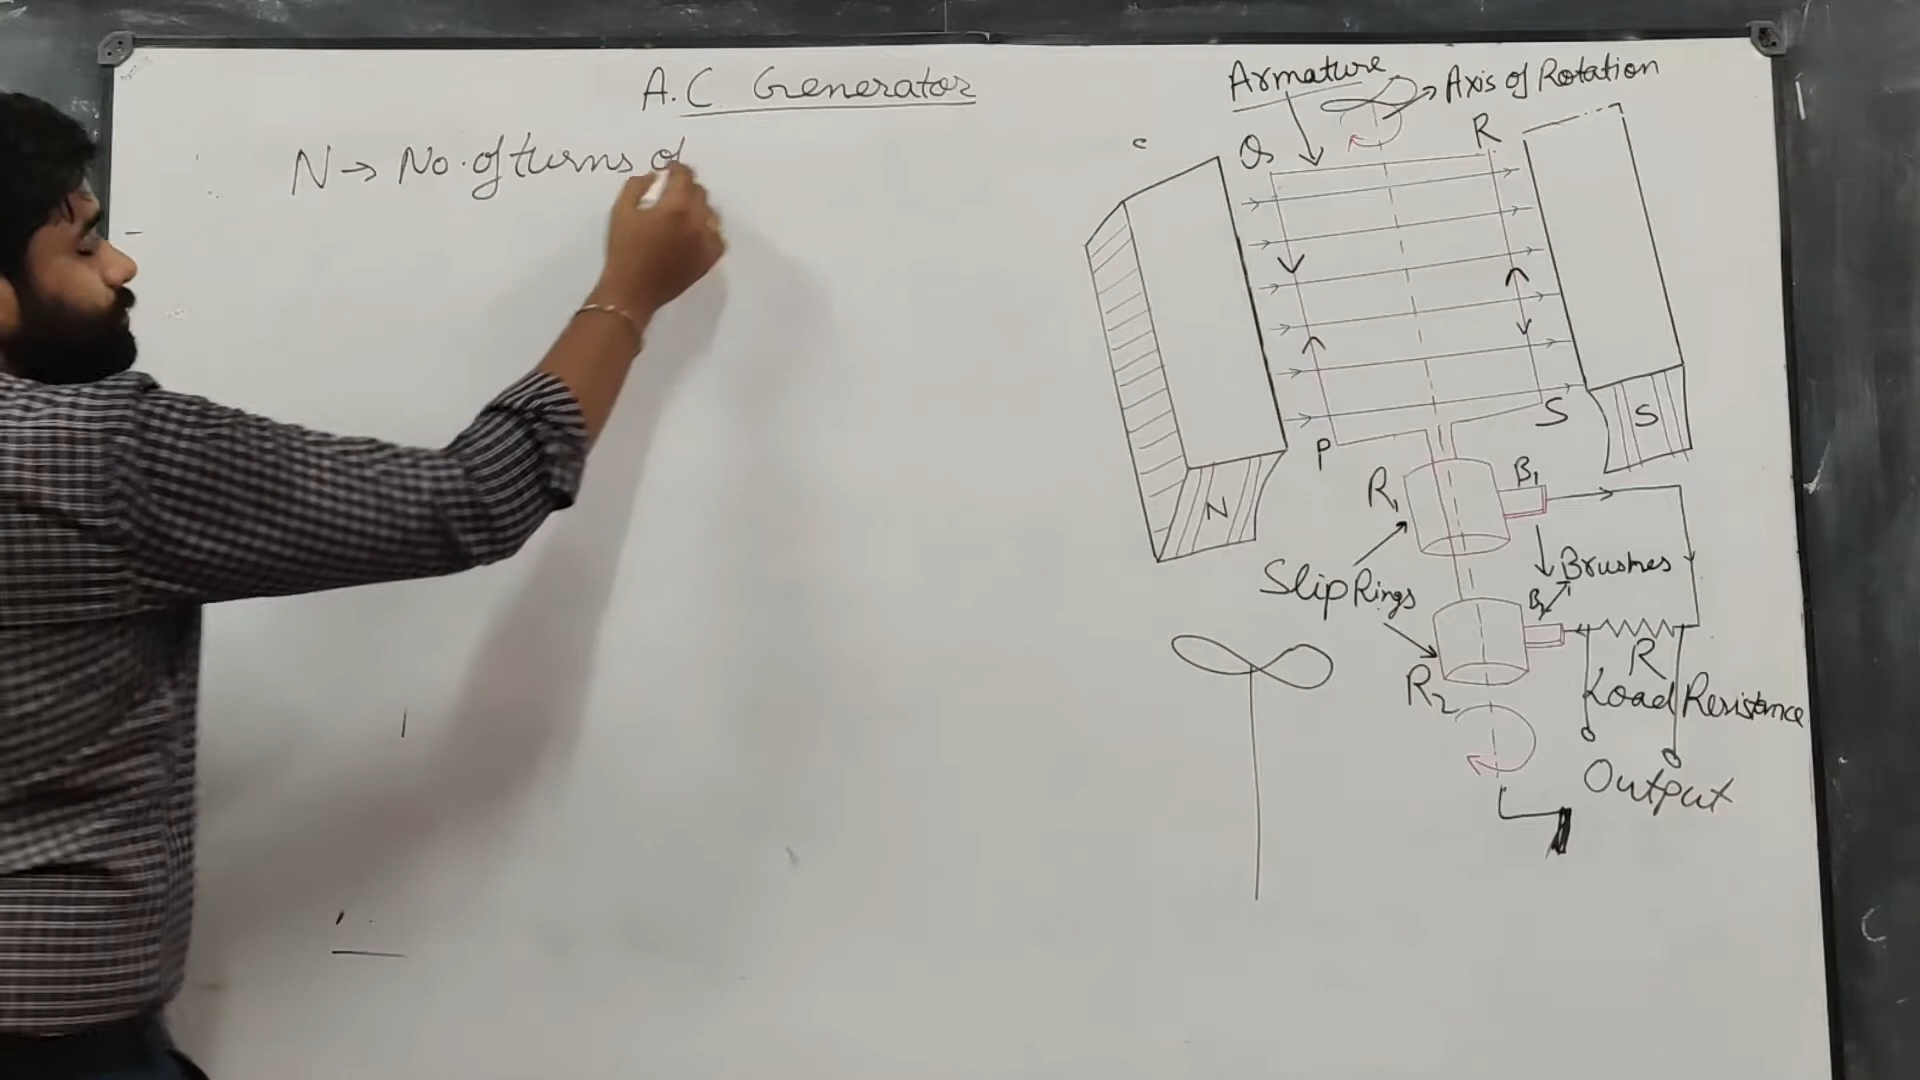 A.C Generator
N → No. of turns of
Armature
Axis of Rotation
Q
R
P
S
N
S
R1
B1
Brushes
Slip Rings
B2
R
R2
Load Resistance
Output